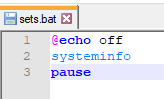 sets.bat
1 @echo off
2 systeminfo
3 pause